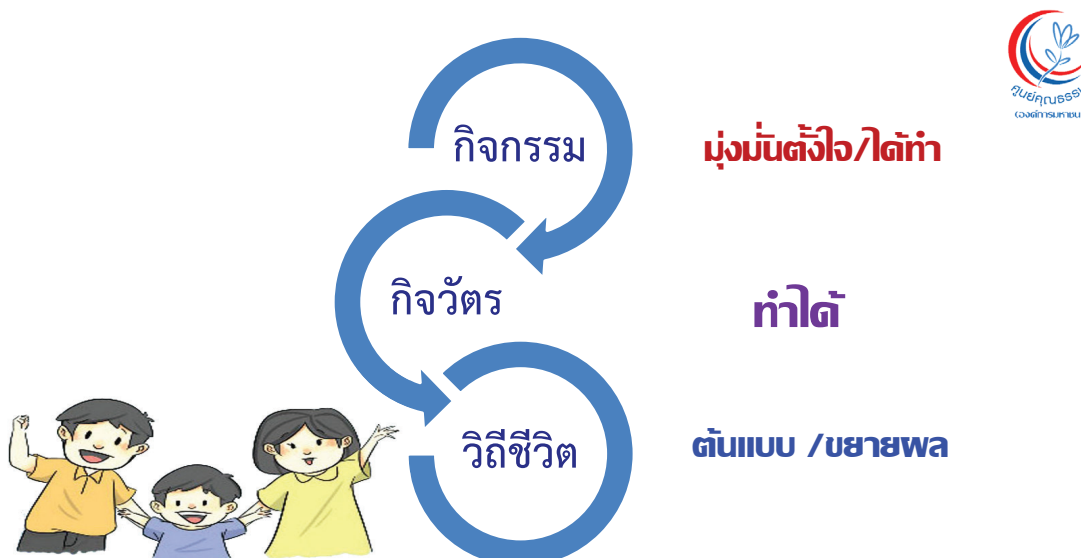 กิจกรรม
มุ่งมั่นตั้งใจ/ได้ทำ
กิจวัตร
ทำได้
วิถีชีวิต
ต้นแบบ /ขยายผล
ศูนย์คุณธรร
(องค์การมหาชน